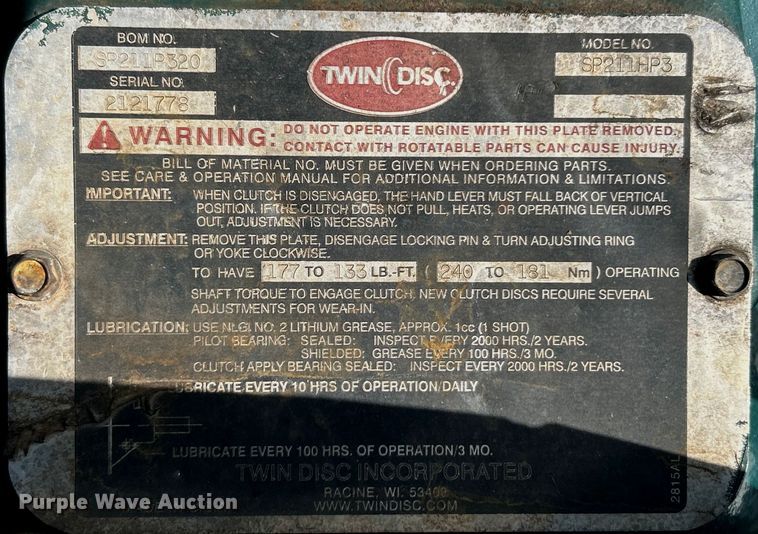 BOM NO.
SP211P320
SERIAL NO.
2121778
TWIN DISC.
MODEL NO.
SP211HP3
WARNING: DO NOT OPERATE ENGINE WITH THIS PLATE REMOVED.
CONTACT WITH ROTATABLE PARTS CAN CAUSE INJURY.
BILL OF MATERIAL NO. MUST BE GIVEN WHEN ORDERING PARTS.
SEE CARE & OPERATION MANUAL FOR ADDITIONAL INFORMATION & LIMITATIONS.
IMPORTANT: WHEN CLUTCH IS DISENGAGED, THE HAND LEVER MUST FALL BACK OF VERTICAL
POSITION. IF THE CLUTCH DOES NOT PULL, HEATS, OR OPERATING LEVER JUMPS
OUT, ADJUSTMENT IS NECESSARY.
ADJUSTMENT: REMOVE THIS PLATE, DISENGAGE LOCKING PIN & TURN ADJUSTING RING
OR YOKE CLOCKWISE.
TO HAVE 177 TO 133 LB.-FT. ( 240 TO 181 Nm ) OPERATING
SHAFT TORQUE TO ENGAGE CLUTCH. NEW CLUTCH DISCS REQUIRE SEVERAL
ADJUSTMENTS FOR WEAR-IN.
LUBRICATION: USE NLGI NO. 2 LITHIUM GREASE, APPROX. 1cc (1 SHOT)
PILOT BEARING: SEALED: INSPECT EVERY 2000 HRS./2 YEARS.
SHIELDED: GREASE EVERY 100 HRS./3 MO.
CLUTCH APPLY BEARING SEALED: INSPECT EVERY 2000 HRS./2 YEARS.
LUBRICATE EVERY 10 HRS OF OPERATION/DAILY
LUBRICATE EVERY 100 HRS. OF OPERATION/3 MO.
TWIN DISC INCORPORATED
RACINE, WI. 53403
WWW.TWINDISC.COM
Purple Wave Auction